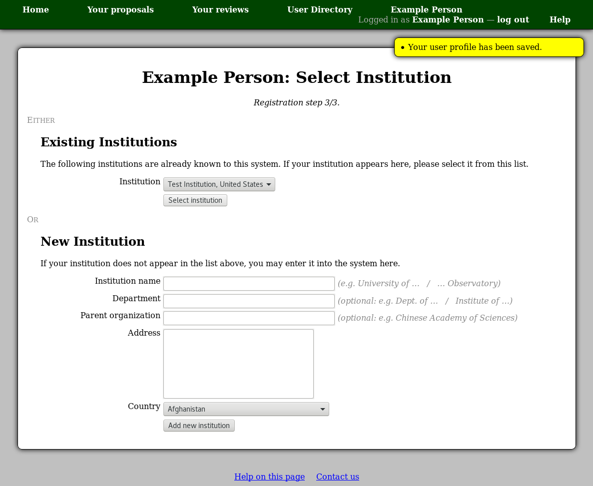 Home Your proposals Your reviews User Directory Example Person
Logged in as Example Person — log out Help
• Your user profile has been saved.
Example Person: Select Institution
Registration step 3/3.
EITHER
Existing Institutions
The following institutions are already known to this system. If your institution appears here, please select it from this list.
Institution Test Institution, United States
Select institution
OR
New Institution
If your institution does not appear in the list above, you may enter it into the system here.
Institution name (e.g. University of … / … Observatory)
Department (optional: e.g. Dept. of … / Institute of …)
Parent organization (optional: e.g. Chinese Academy of Sciences)
Address
Country Afghanistan
Add new institution
Help on this page Contact us